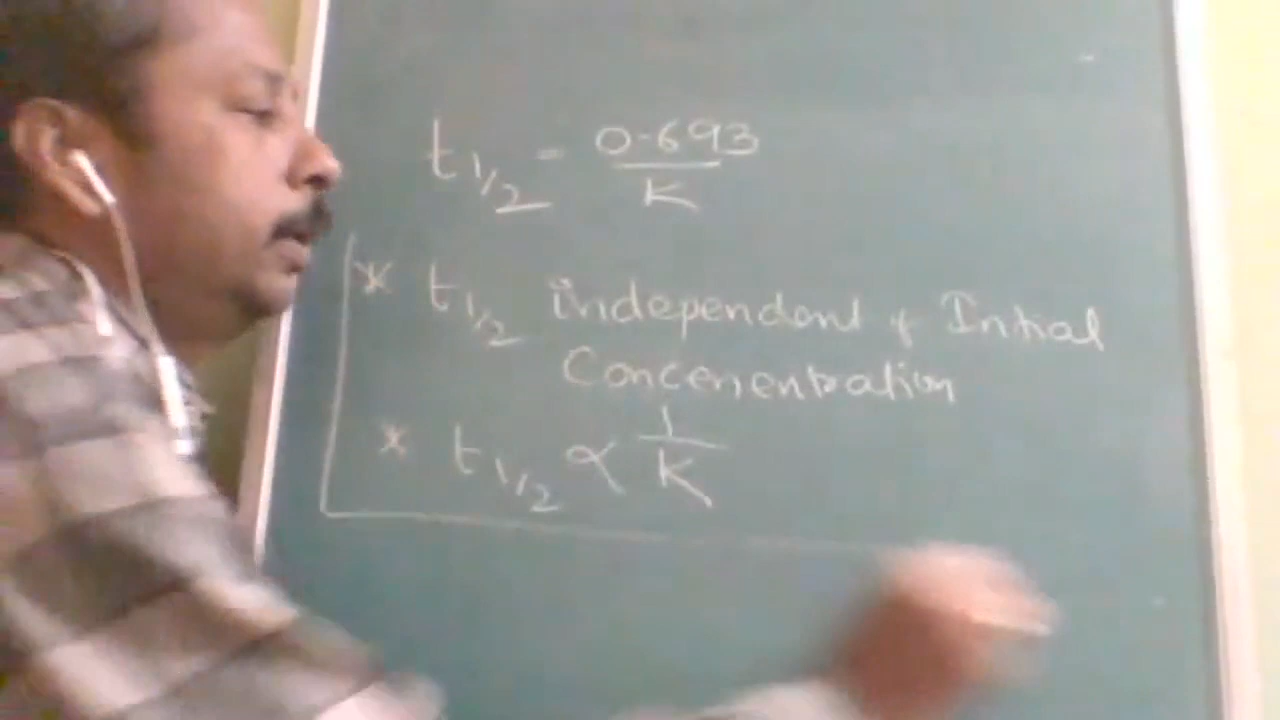 t1/2 = 0.693/K
* t1/2 independent of Initial
Concenentration
* t1/2 ∝ 1/K